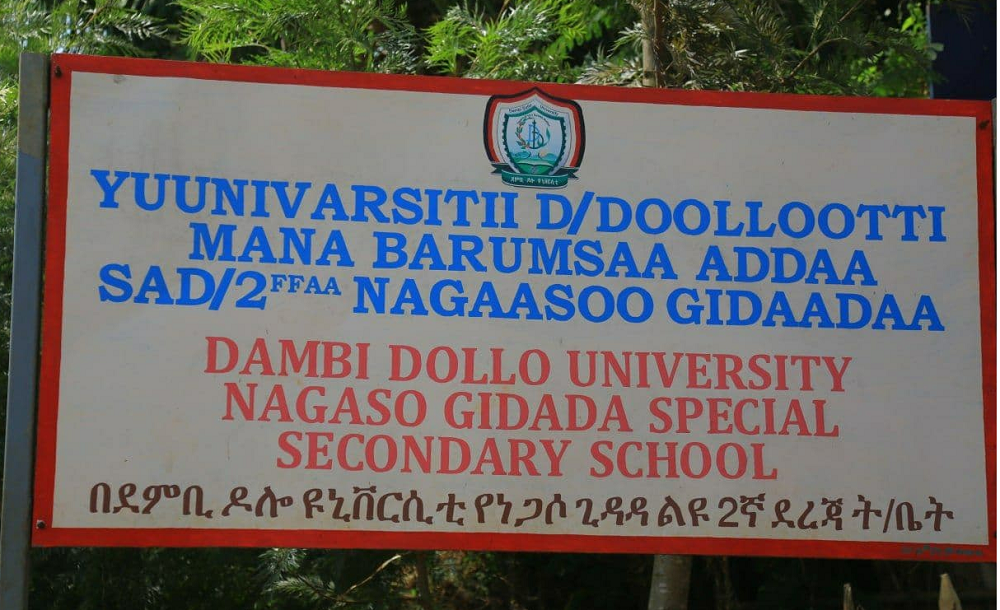 YUUNIVARSITII D/DOOLLOOTTI
MANA BARUMSAA ADDAA
SAD/2FFAA NAGAASOO GIDAADAA
DAMBI DOLLO UNIVERSITY
NAGASO GIDADA SPECIAL
SECONDARY SCHOOL
በደምቢ ዶሎ ዩኒቨርሲቲ የነጋሶ ጊዳዳ ልዩ 2ኛ ደረጃ ት/ቤት